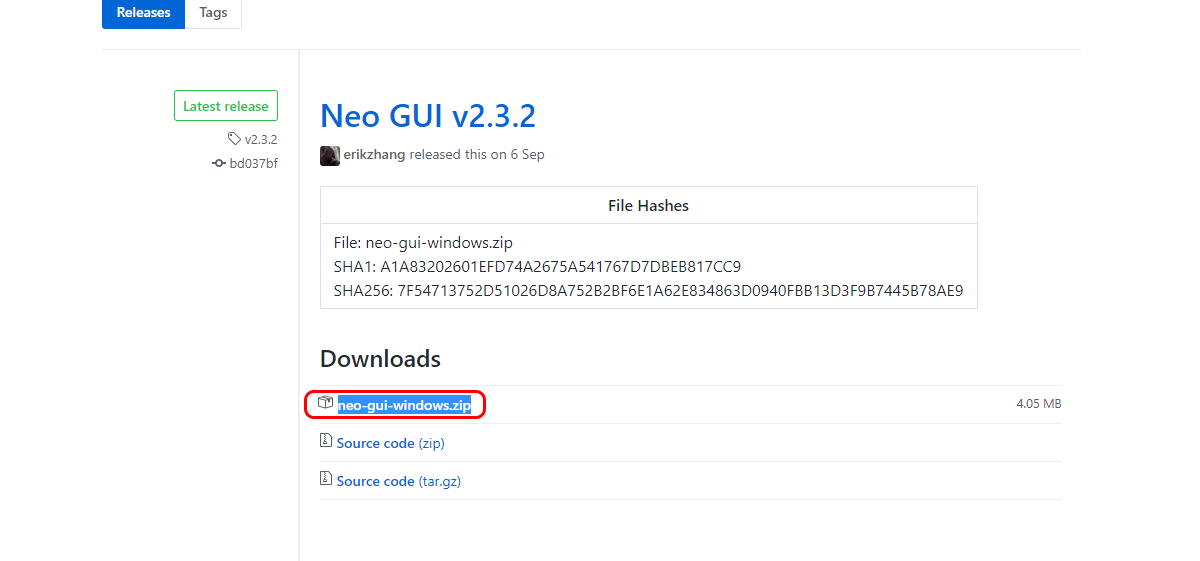 Releases Tags
Latest release
v2.3.2
bd037bf
Neo GUI v2.3.2
erikzhang released this on 6 Sep
File Hashes
File: neo-gui-windows.zip
SHA1: A1A83202601EFD74A2675A541767D7DBEB817CC9
SHA256: 7F54713752D51026D8A752B2BF6E1A62E834863D0940FBB13D3F9B7445B78AE9
Downloads
neo-gui-windows.zip 4.05 MB
Source code (zip)
Source code (tar.gz)